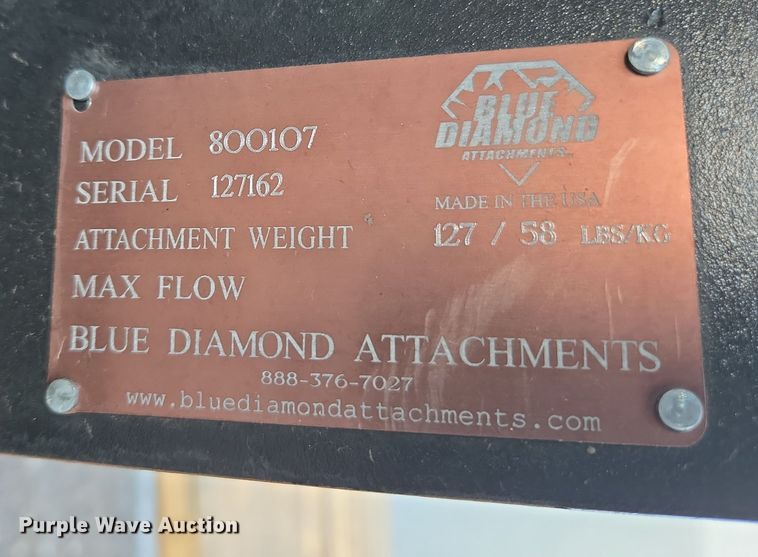 BLUE
DIAMOND
ATTACHMENTS
MODEL 800107
SERIAL 127162
MADE IN THE USA
ATTACHMENT WEIGHT 127 / 58 LBS/KG
MAX FLOW
BLUE DIAMOND ATTACHMENTS
888-376-7027
www.bluediamondattachments.com
Purple Wave Auction